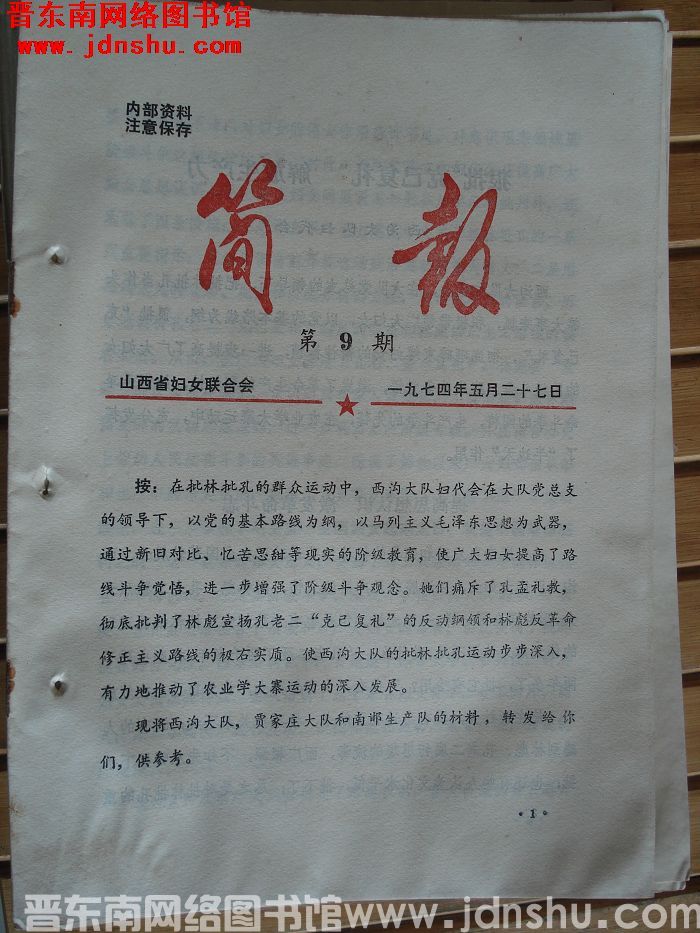 晋东南网络图书馆
www.jdnshu.com
内部资料
注意保存
简 报
第 9 期
山西省妇女联合会 一九七四年五月二十七日
按：在批林批孔的群众运动中，西沟大队妇代会在大队党总支
的领导下，以党的基本路线为纲，以马列主义毛泽东思想为武器，
通过新旧对比、忆苦思甜等现实的阶级教育，使广大妇女提高了路
线斗争觉悟，进一步增强了阶级斗争观念。她们痛斥了孔孟礼教，
彻底批判了林彪宣扬孔老二“克已复礼”的反动纲领和林彪反革命
修正主义路线的极右实质。使西沟大队的批林批孔运动步步深入，
有力地推动了农业学大寨运动的深入发展。
现将西沟大队，贾家庄大队和南邯生产队的材料，转发给你
们，供参考。
· 1 ·
晋东南网络图书馆www.jdnshu.com